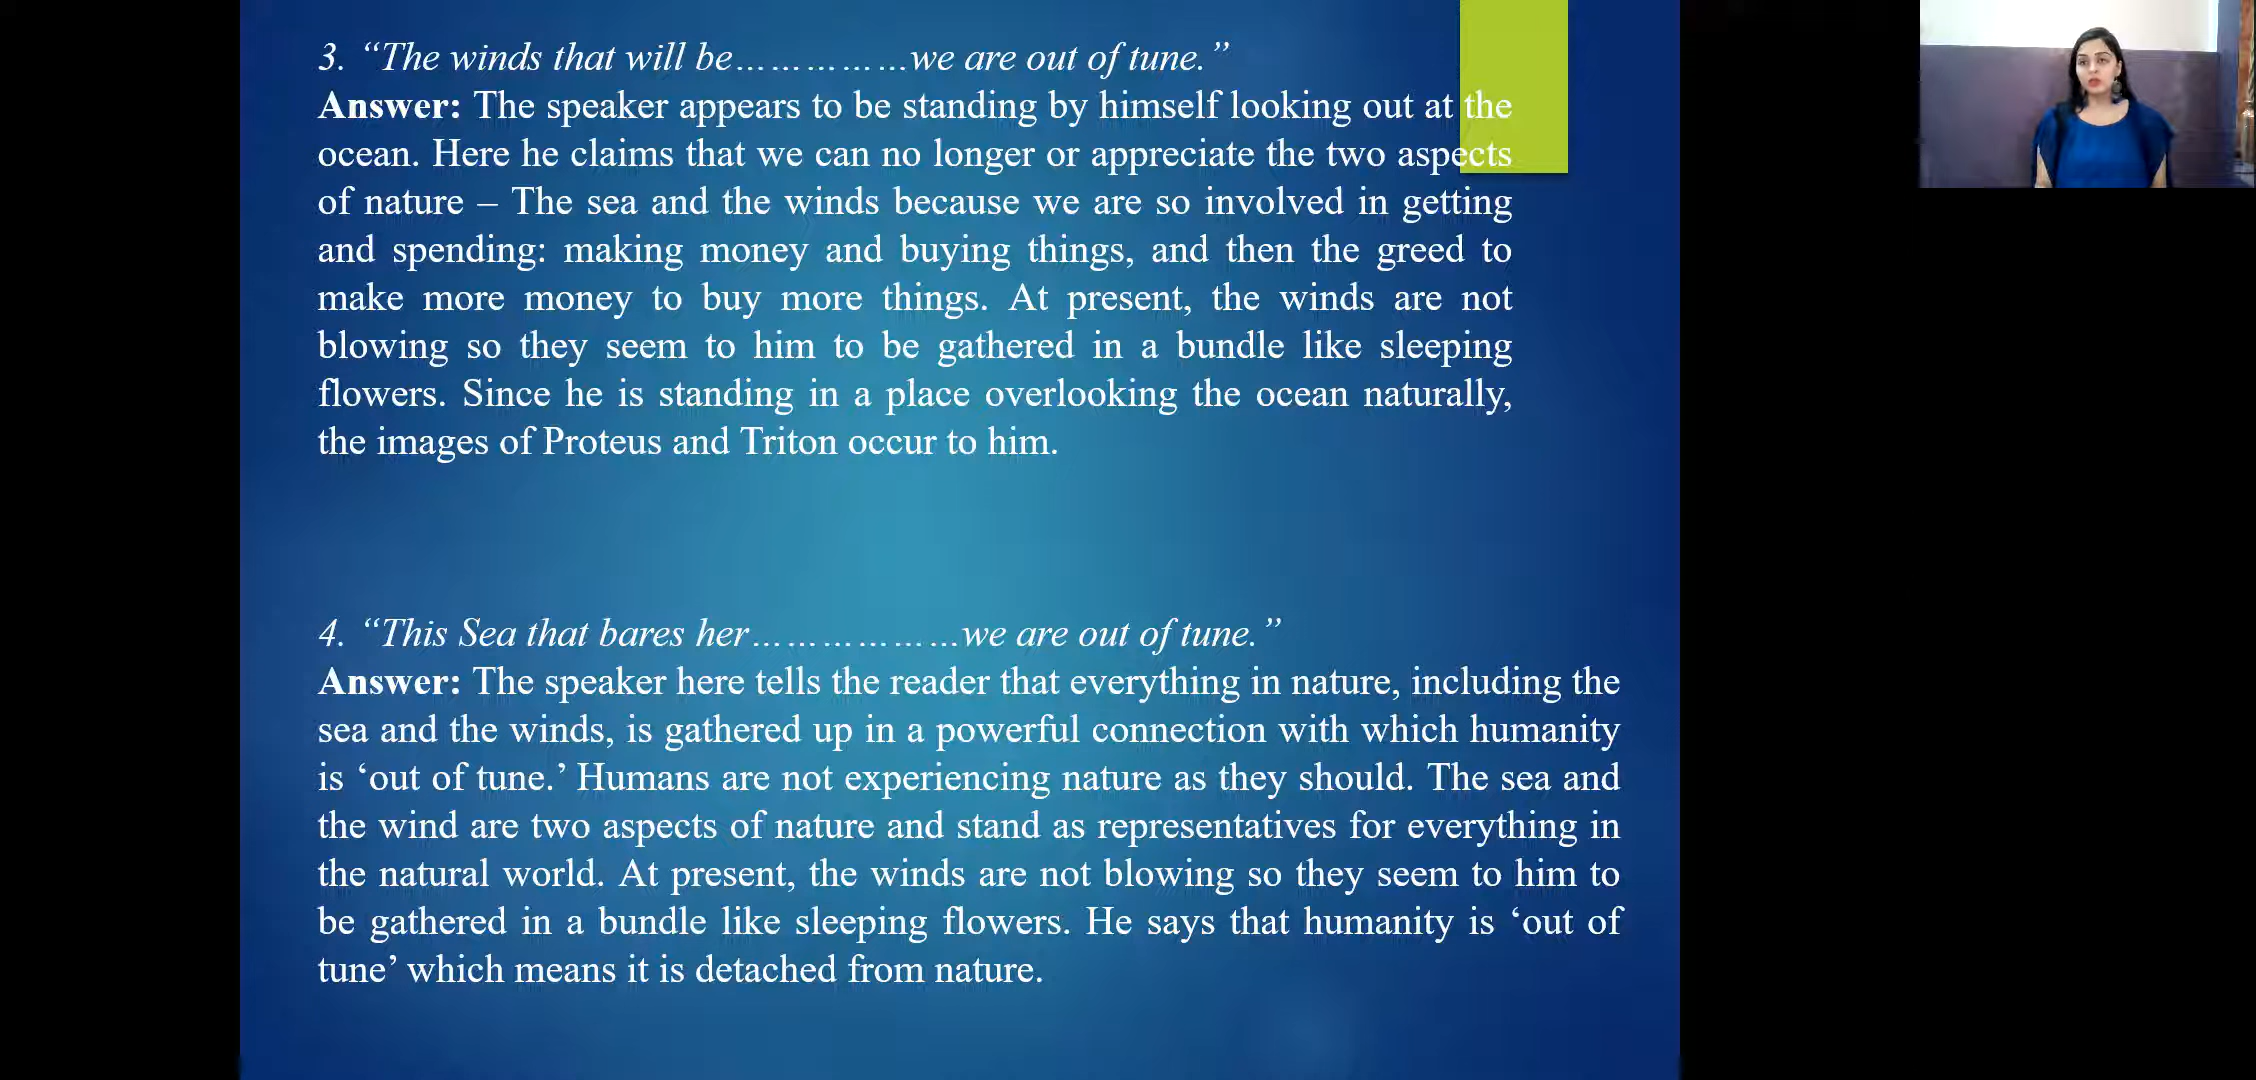 3. “The winds that will be……………we are out of tune.”
Answer: The speaker appears to be standing by himself looking out at the
ocean. Here he claims that we can no longer or appreciate the two aspects
of nature – The sea and the winds because we are so involved in getting
and spending: making money and buying things, and then the greed to
make more money to buy more things. At present, the winds are not
blowing so they seem to him to be gathered in a bundle like sleeping
flowers. Since he is standing in a place overlooking the ocean naturally,
the images of Proteus and Triton occur to him.
4. “This Sea that bares her………………we are out of tune.”
Answer: The speaker here tells the reader that everything in nature, including the
sea and the winds, is gathered up in a powerful connection with which humanity
is ‘out of tune.’ Humans are not experiencing nature as they should. The sea and
the wind are two aspects of nature and stand as representatives for everything in
the natural world. At present, the winds are not blowing so they seem to him to
be gathered in a bundle like sleeping flowers. He says that humanity is ‘out of
tune’ which means it is detached from nature.